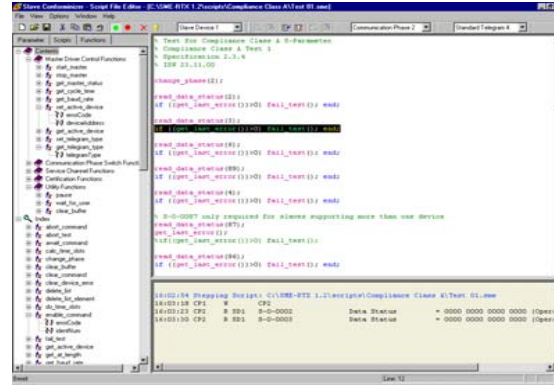 Slave Conformizer - Script File Editor - [C:\SME-RTX 1.2\scripts\Compliance Class A\Test 01.sme]
File View Options Window Help
Slave Device 1
Communication Phase 2
Standard Telegram 4
Parameter Scripts Functions
Contents
Master Driver Control Functions
start_master
stop_master
get_master_status
get_cycle_time
get_baud_rate
set_active_device
errorCode
deviceAddress
get_active_device
set_telegram_type
get_telegram_type
telegramType
Communication Phase Switch Functi
Service Channel Functions
Certification Functions
Utility Functions
pause
wait_for_user
clear_buffer
Index
abort_command
abort_test
await_command
calc_time_slots
change_phase
clear_buffer
clear_command
clear_device_error
delete_list
delete_list_element
do_time_slots
enable_command
errorCode
identNum
fail_test
get_active_device
get_at_length
get_baud_rate
% Test for Compliance Class A S-Parameter
% Compliance Class A Test 1
% Specification 2.3.4
% ISW 23.11.00
change_phase(2);
read_data_status(2);
if ((get_last_error())>0) fail_test(); end;
read_data_status(3);
if ((get_last_error())>0) fail_test(); end;
read_data_status(8);
if ((get_last_error())>0) fail_test(); end;
read_data_status(89);
if ((get_last_error())>0) fail_test(); end;
read_data_status(4);
if ((get_last_error())>0) fail_test(); end;
% S-0-0087 only required for slaves supporting more than one device
read_data_status(87);
get_last_error();
%if((get_last_error())>0) fail_test();
read_data_status(86);
if ((get_last_error())>0) fail_test(); end;
16:02:54 Stepping Script: C:\SME-RTX 1.2\scripts\Compliance Class A\Test 01.sme
16:03:18 CP1 W CP2
16:03:23 CP2 R SD1 S-0-0002 Data Status = 0000 0000 0000 0000 (Oper
16:03:30 CP2 R SD1 S-0-0003 Data Status = 0000 0000 0000 0000 (Oper
Line: 12